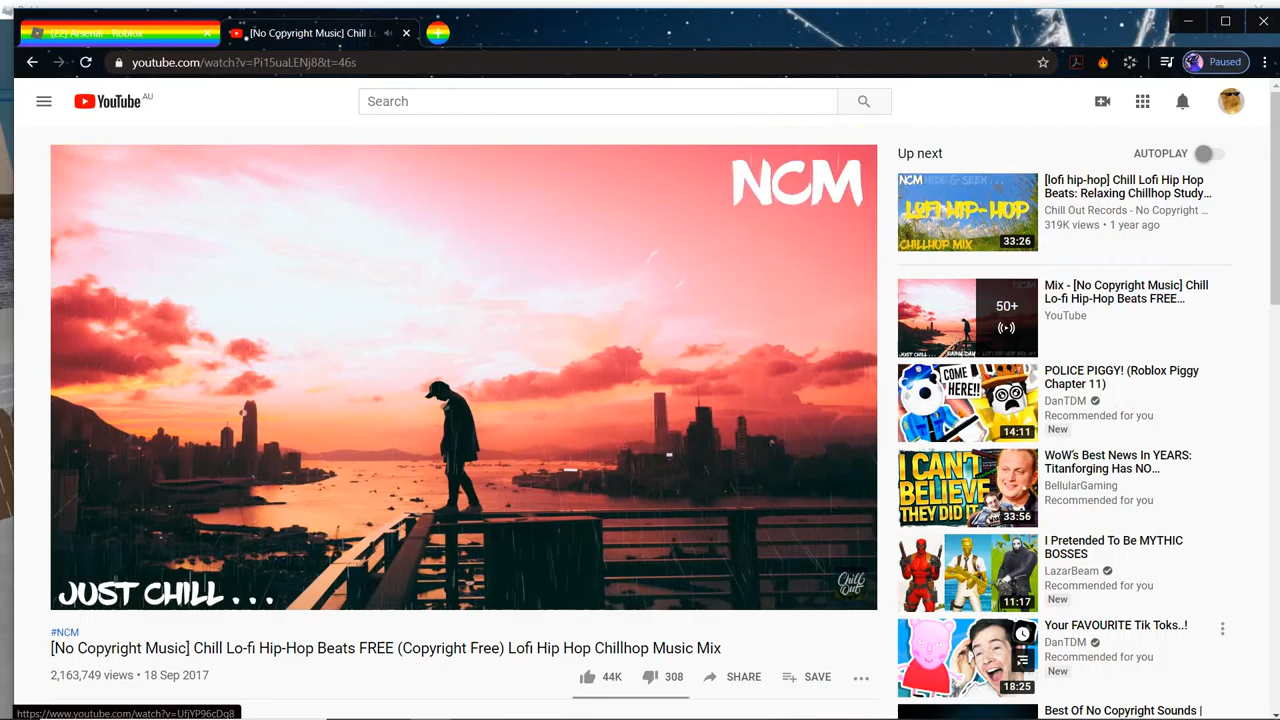 (22) Arsenal - Roblox
[No Copyright Music] Chill Lo
youtube.com/watch?v=Pi15uaLENj8&t=46s
Paused
YouTube AU
Search
NCM
JUST CHILL . . .
Chill Out
#NCM
[No Copyright Music] Chill Lo-fi Hip-Hop Beats FREE (Copyright Free) Lofi Hip Hop Chillhop Music Mix
2,163,749 views • 18 Sep 2017
44K
308
SHARE
SAVE
https://www.youtube.com/watch?v=UfjYP96cDq8
Up next
AUTOPLAY
NCM HIDE & SEEK . . .
LOFI HIP-HOP
CHILLHOP MIX
33:26
[lofi hip-hop] Chill Lofi Hip Hop
Beats: Relaxing Chillhop Study...
Chill Out Records - No Copyright ...
319K views • 1 year ago
NCM
50+
JUST CHILL . . .
RAINY DAY
Mix - [No Copyright Music] Chill
Lo-fi Hip-Hop Beats FREE...
YouTube
COME
HERE!!
14:11
POLICE PIGGY! (Roblox Piggy
Chapter 11)
DanTDM
Recommended for you
New
I CAN'T
BELIEVE
THEY DID IT
33:56
WoW's Best News In YEARS:
Titanforging Has NO...
BellularGaming
Recommended for you
11:17
I Pretended To Be MYTHIC
BOSSES
LazarBeam
Recommended for you
New
18:25
Your FAVOURITE Tik Toks..!
DanTDM
Recommended for you
New
Best Of No Copyright Sounds |